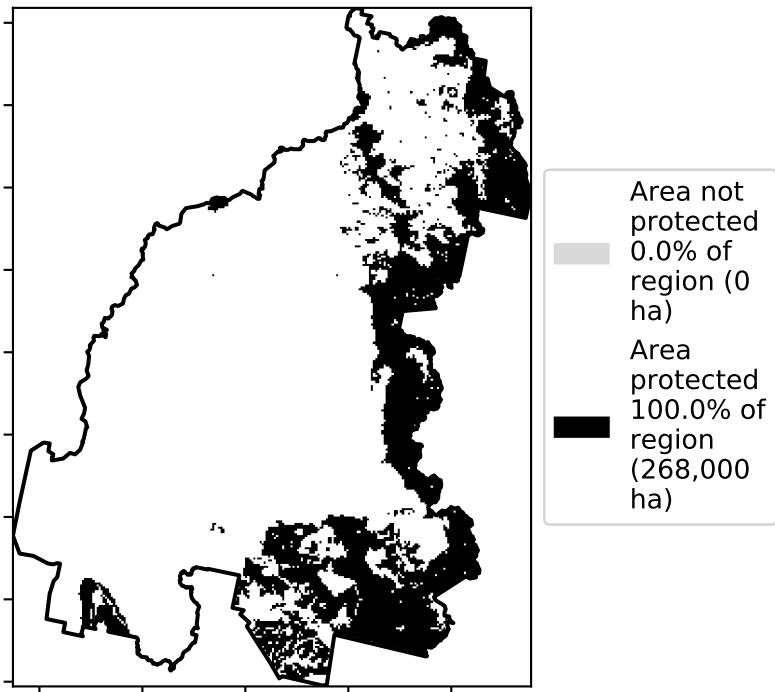 Area not
protected
0.0% of
region (0
ha)
Area
protected
100.0% of
region
(268,000
ha)